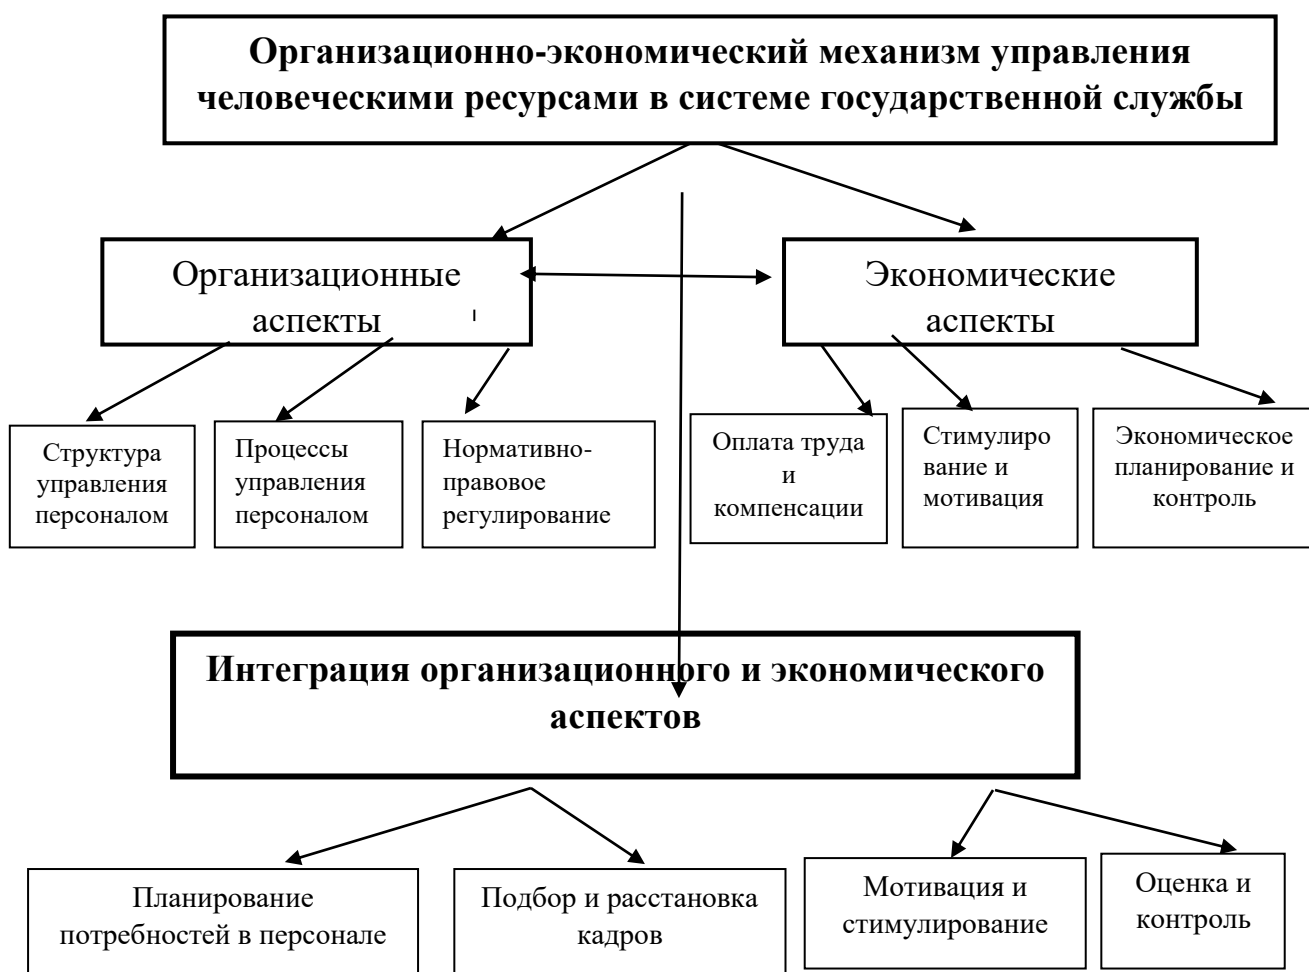 Организационно-экономический механизм управления
человеческими ресурсами в системе государственной службы
Организационные
аспекты
Экономические
аспекты
Структура
управления
персоналом
Процессы
управления
персоналом
Нормативно-
правовое
регулирование
Оплата труда
и
компенсации
Стимулиро
вание и
мотивация
Экономическое
планирование и
контроль
Интеграция организационного и экономического
аспектов
Планирование
потребностей в персонале
Подбор и расстановка
кадров
Мотивация и
стимулирование
Оценка и
контроль